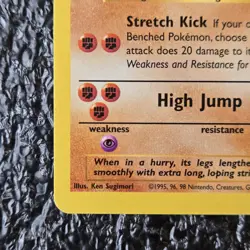 Stretch Kick If your
Benched Pokémon, choose
attack does 20 damage to it
Weakness and Resistance for
High Jump
weakness
resistance
When in a hurry, its legs lengthe
smoothly with extra long, loping stri
Illus. Ken Sugimori
©1995, 96, 98 Nintendo, Creatures,